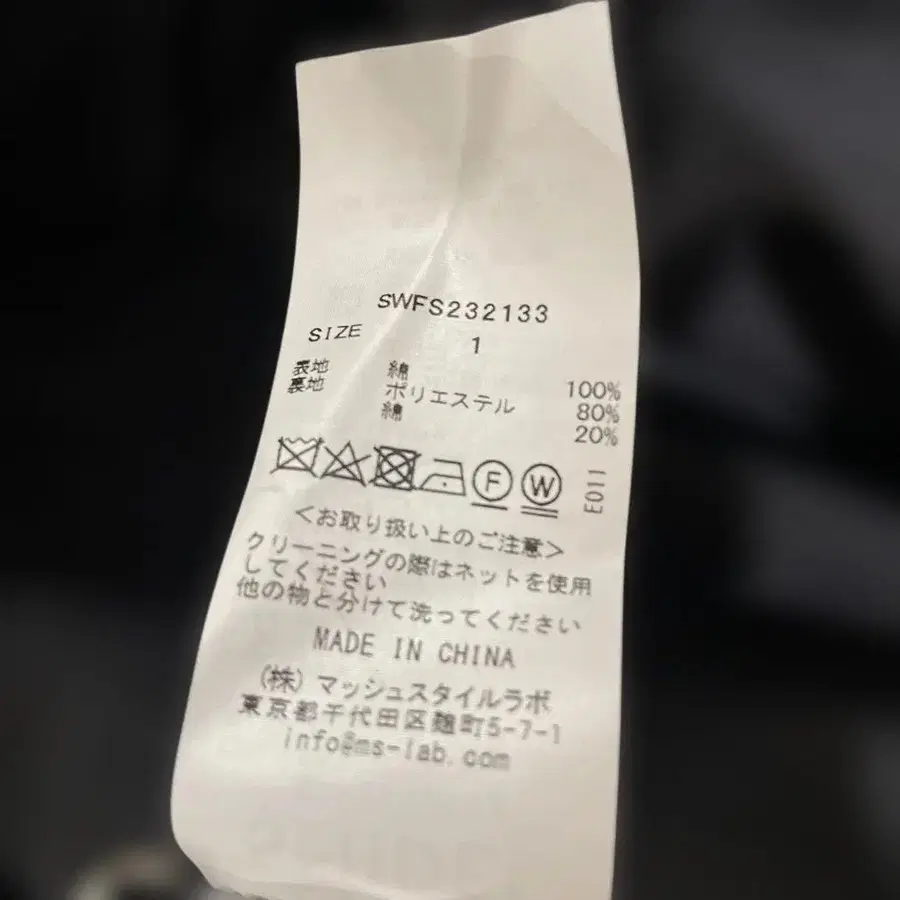 SWFS232133
SIZE 1
表地 綿 100%
裏地 ポリエステル 80%
綿 20%
F W
E011
<お取り扱い上のご注意>
クリーニングの際はネットを使用
してください
他の物と分けて洗ってください
MADE IN CHINA
(株)マッシュスタイルラボ
東京都千代田区麹町5-7-1
info@ms-lab.com